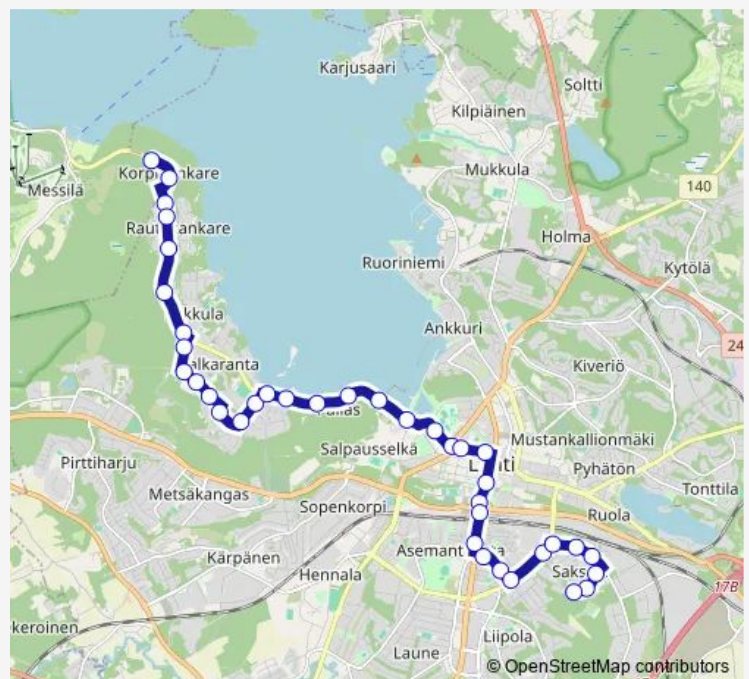 Karjusaari
Soltti
Kilpiäinen
Mukkula
Messilä
140
Holma
Ruoriniemi
Kytölä
Ankkuri
24
Kiveriö
Mustankallionmäki
Salpausselkä
Pirttiharju
Pyhätön
Metsäkangas
Tonttila
Sopenkorpi
Ruola
Kärpänen
Hennala
17B
keroinen
Liipola
Laune
© OpenStreetMap contributors